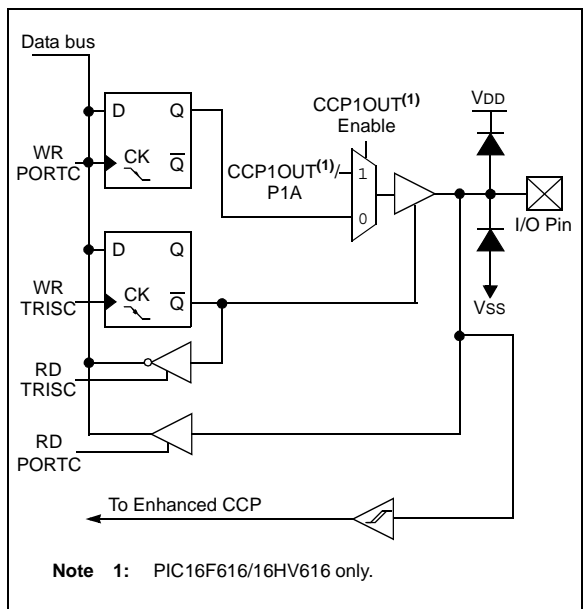 Data bus
D Q
CK Q
WR
PORTC
CCP1OUT(1)
Enable
CCP1OUT(1)/
P1A
1
0
VDD
I/O Pin
VSS
D Q
CK Q
WR
TRISC
RD
TRISC
RD
PORTC
To Enhanced CCP
Note 1: PIC16F616/16HV616 only.